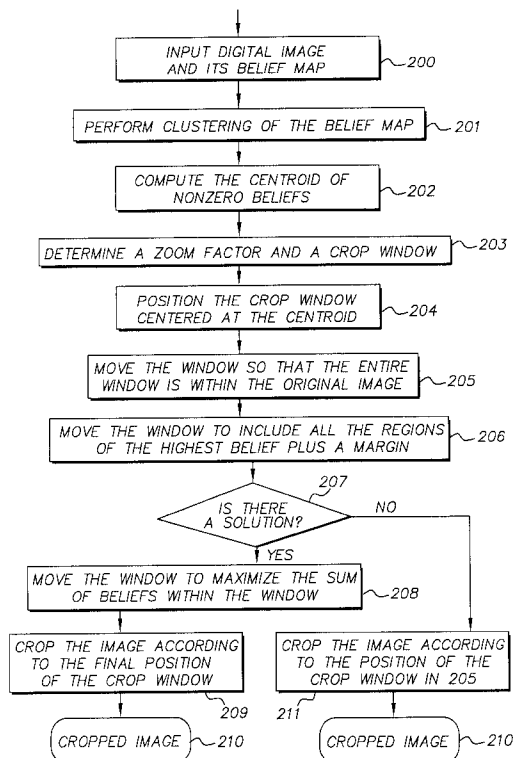 INPUT DIGITAL IMAGE
AND ITS BELIEF MAP
200
PERFORM CLUSTERING OF THE BELIEF MAP
201
COMPUTE THE CENTROID OF
NONZERO BELIEFS
202
DETERMINE A ZOOM FACTOR AND A CROP WINDOW
203
POSITION THE CROP WINDOW
CENTERED AT THE CENTROID
204
MOVE THE WINDOW SO THAT THE ENTIRE
WINDOW IS WITHIN THE ORIGINAL IMAGE
205
MOVE THE WINDOW TO INCLUDE ALL THE REGIONS
OF THE HIGHEST BELIEF PLUS A MARGIN
206
207
IS THERE
A SOLUTION?
NO
YES
MOVE THE WINDOW TO MAXIMIZE THE SUM
OF BELIEFS WITHIN THE WINDOW
208
CROP THE IMAGE ACCORDING
TO THE FINAL POSITION
OF THE CROP WINDOW
209
CROP THE IMAGE ACCORDING
TO THE POSITION OF THE
CROP WINDOW IN 205
211
CROPPED IMAGE
210
CROPPED IMAGE
210